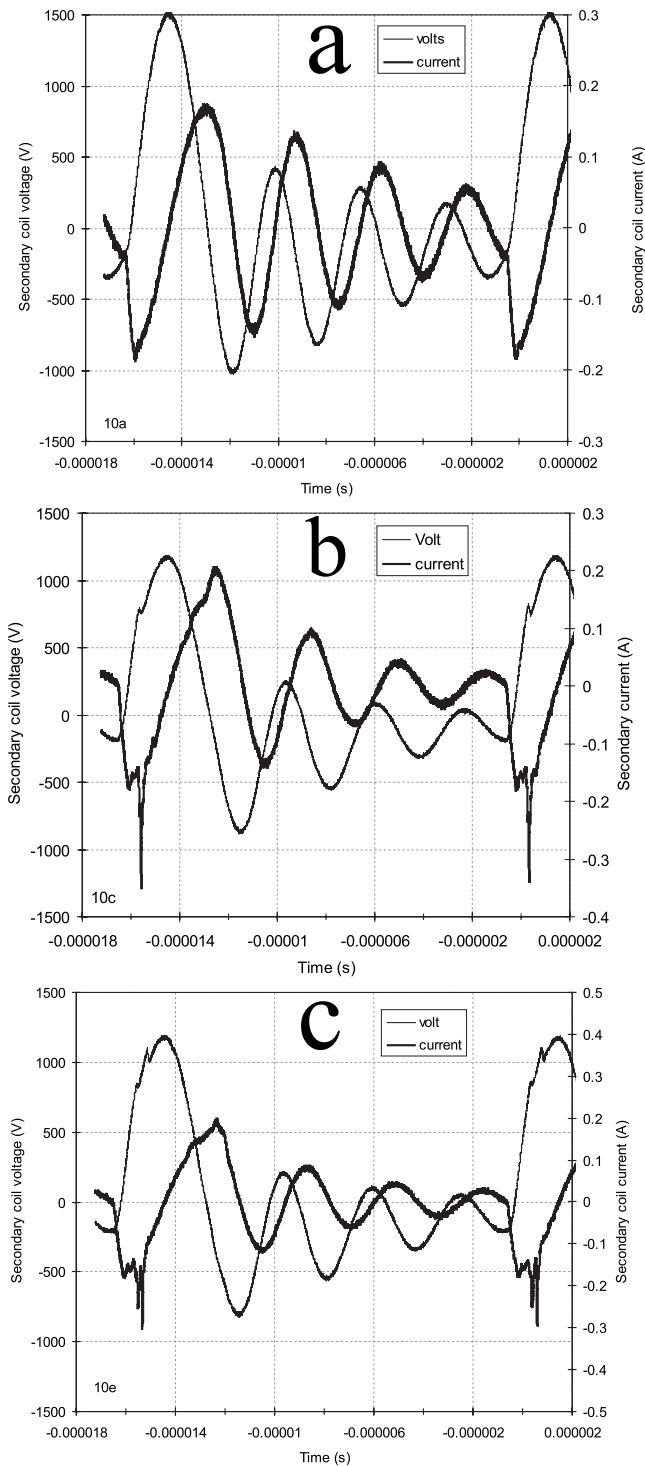 a
volts
current
1500
1000
500
0
-500
-1000
-1500
0.3
0.2
0.1
0
-0.1
-0.2
-0.3
Secondary coil voltage (V)
Secondary coil current (A)
10a
-0.000018 -0.000014 -0.00001 -0.000006 -0.000002 0.000002
Time (s)
b
Volt
current
1500
1000
500
0
-500
-1000
-1500
0.3
0.2
0.1
0
-0.1
-0.2
-0.3
-0.4
Secondary coil voltage (V)
Secondary current (A)
10c
-0.000018 -0.000014 -0.00001 -0.000006 -0.000002 0.000002
Time (s)
c
volt
current
1500
1000
500
0
-500
-1000
-1500
0.5
0.4
0.3
0.2
0.1
0
-0.1
-0.2
-0.3
-0.4
-0.5
Secondary coil voltage (V)
Secondary coil current (A)
10e
-0.000018 -0.000014 -0.00001 -0.000006 -0.000002 0.000002
Time (s)